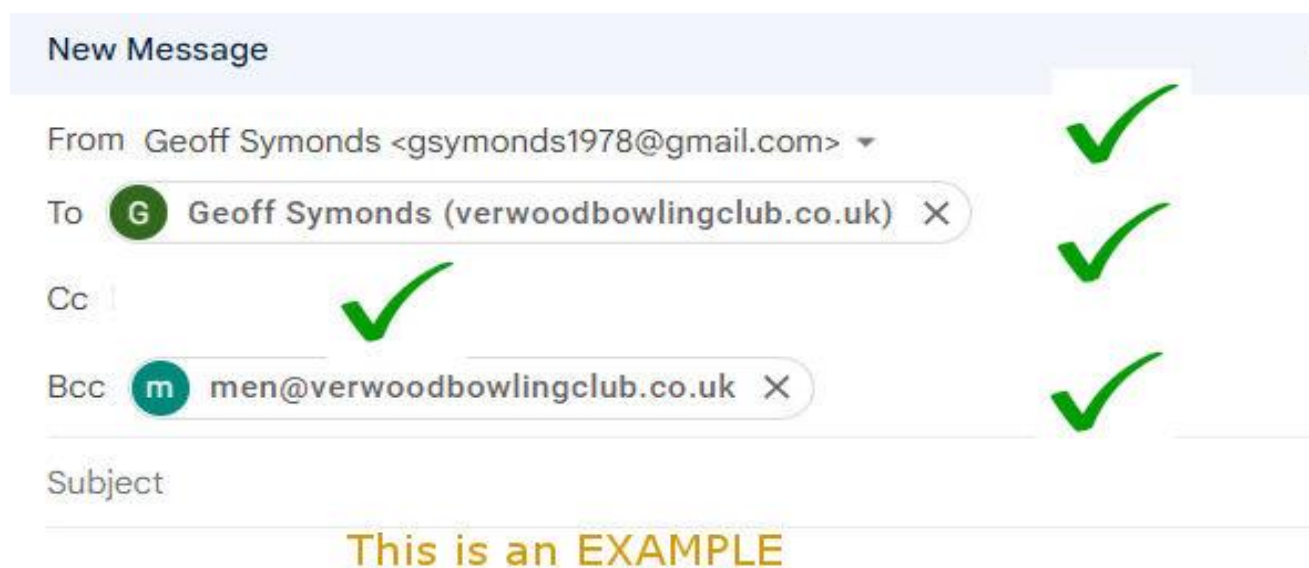 New Message
From Geoff Symonds <gsymonds1978@gmail.com>
To G Geoff Symonds (verwoodbowlingclub.co.uk)
Cc
Bcc m men@verwoodbowlingclub.co.uk
Subject
This is an EXAMPLE